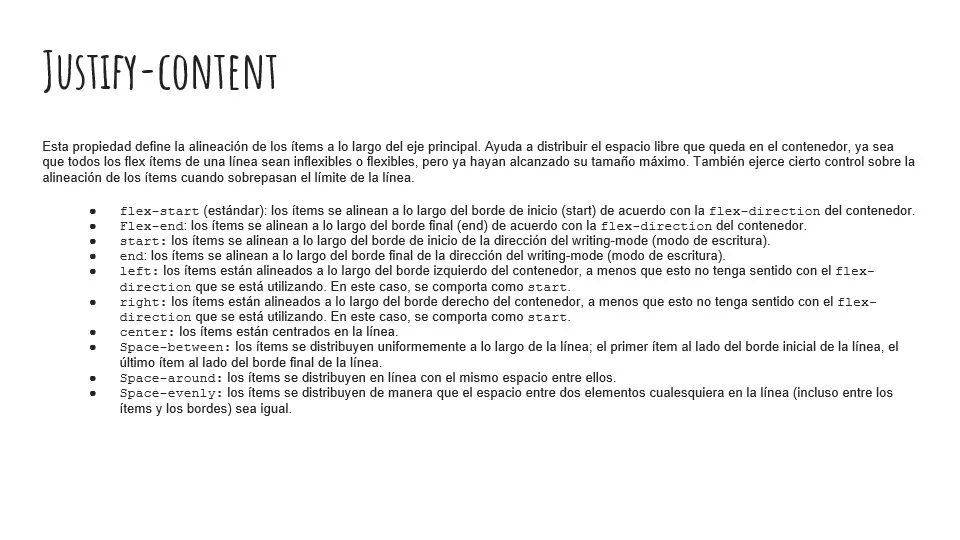 JUSTIFY-CONTENT
Esta propiedad define la alineación de los ítems a lo largo del eje principal. Ayuda a distribuir el espacio libre que queda en el contenedor, ya sea
que todos los flex ítems de una línea sean inflexibles o flexibles, pero ya hayan alcanzado su tamaño máximo. También ejerce cierto control sobre la
alineación de los ítems cuando sobrepasan el límite de la línea.
● flex-start (estándar): los ítems se alinean a lo largo del borde de inicio (start) de acuerdo con la flex-direction del contenedor.
● Flex-end: los ítems se alinean a lo largo del borde final (end) de acuerdo con la flex-direction del contenedor.
● start: los ítems se alinean a lo largo del borde de inicio de la dirección del writing-mode (modo de escritura).
● end: los ítems se alinean a lo largo del borde final de la dirección del writing-mode (modo de escritura).
● left: los ítems están alineados a lo largo del borde izquierdo del contenedor, a menos que esto no tenga sentido con el flex-
direction que se está utilizando. En este caso, se comporta como start.
● right: los ítems están alineados a lo largo del borde derecho del contenedor, a menos que esto no tenga sentido con el flex-
direction que se está utilizando. En este caso, se comporta como start.
● center: los ítems están centrados en la línea.
● Space-between: los ítems se distribuyen uniformemente a lo largo de la línea; el primer ítem al lado del borde inicial de la línea, el
último ítem al lado del borde final de la línea.
● Space-around: los ítems se distribuyen en línea con el mismo espacio entre ellos.
● Space-evenly: los ítems se distribuyen de manera que el espacio entre dos elementos cualesquiera en la línea (incluso entre los
ítems y los bordes) sea igual.